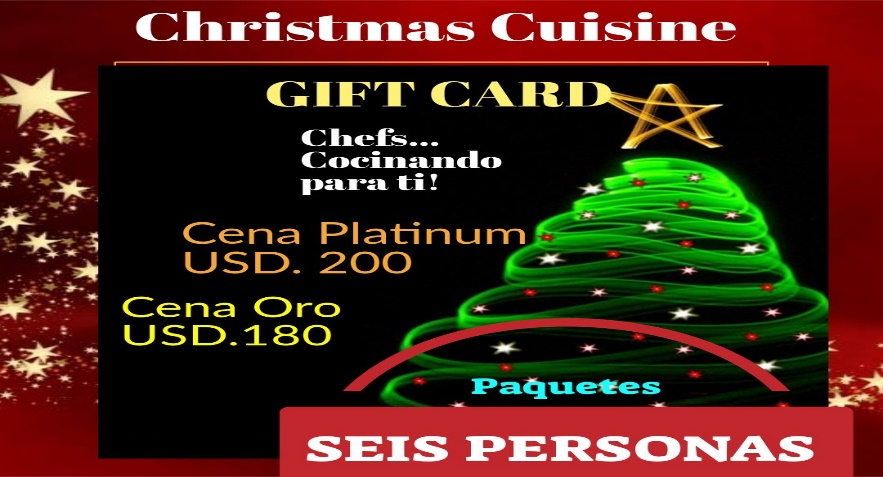 Christmas Cuisine
GIFT CARD
Chefs...
Cocinando
para ti!
Cena Platinum
USD. 200
Cena Oro
USD.180
Paquetes
SEIS PERSONAS